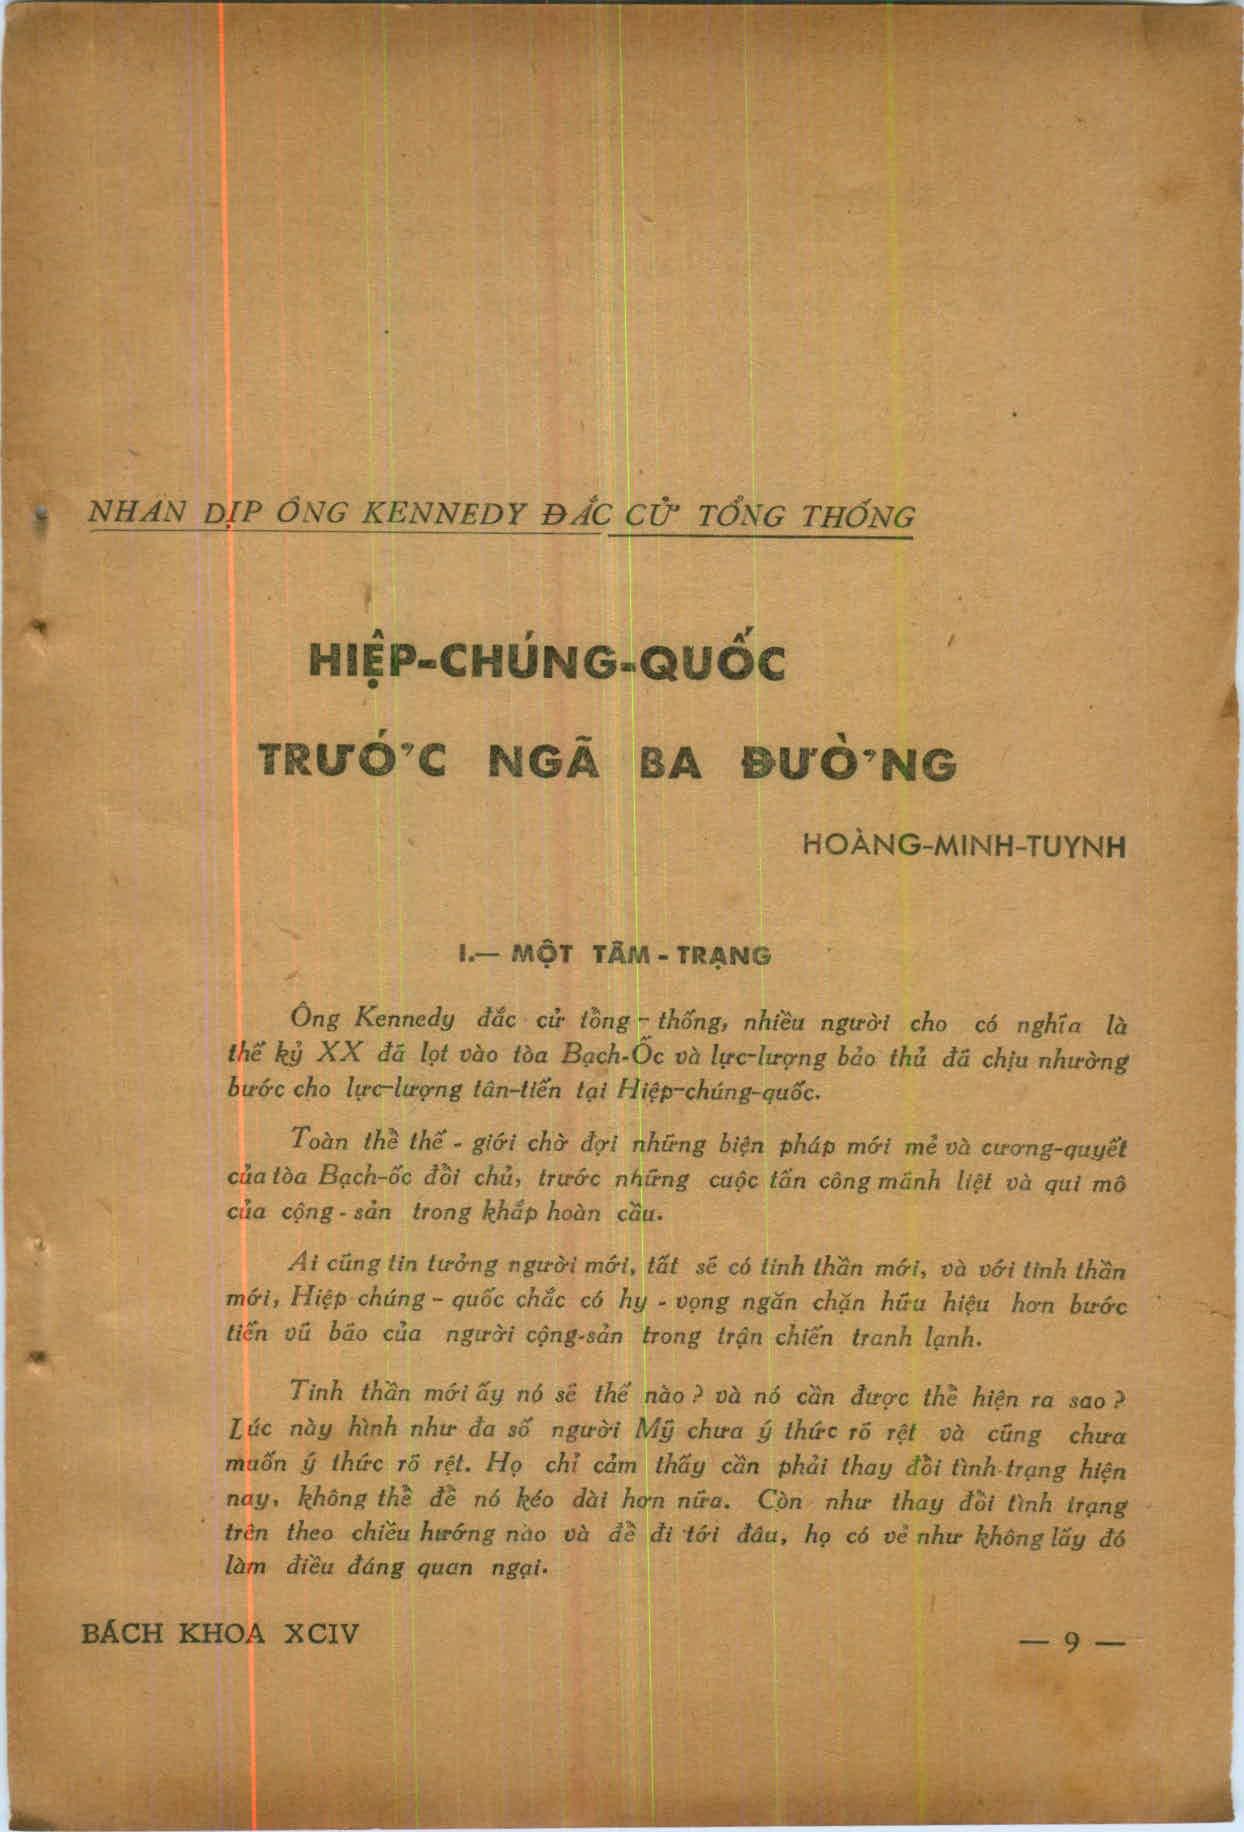 NHÂN DỊP ÔNG KENNEDY ĐẮC CỬ TỔNG THỐNG
HIỆP-CHÚNG-QUỐC
TRƯỚC NGÃ BA ĐƯỜNG
HOÀNG-MINH-TUYNH
I.— MỘT TÂM - TRẠNG
Ông Kennedy đắc cử tổng - thống, nhiều người cho có nghĩa là
thế kỷ XX đã lọt vào tòa Bạch-Ốc và lực-lượng bảo thủ đã chịu nhường
bước cho lực-lượng tân-tiến tại Hiệp-chúng-quốc.
Toàn thể thế - giới chờ đợi những biện pháp mới mẻ và cương-quyết
của tòa Bạch-ốc đổi chủ, trước những cuộc tấn công mãnh liệt và qui mô
của cộng - sản trong khắp hoàn cầu.
Ai cũng tin tưởng người mới, tất sẽ có tinh thần mới, và với tinh thần
mới, Hiệp-chúng - quốc chắc có hy - vọng ngăn chặn hữu hiệu hơn bước
tiến vũ bão của người cộng-sản trong trận chiến tranh lạnh.
Tinh thần mới ấy nó sẽ thế nào ? và nó cần được thể hiện ra sao ?
Lúc này hình như đa số người Mỹ chưa ý thức rõ rệt và cũng chưa
muốn ý thức rõ rệt. Họ chỉ cảm thấy cần phải thay đổi tình-trạng hiện
nay, không thể để nó kéo dài hơn nữa. Còn như thay đổi tình trạng
trên theo chiều hướng nào và để đi tới đâu, họ có vẻ như không lấy đó
làm điều đáng quan ngại.
BÁCH KHOA XCIV
— 9 —